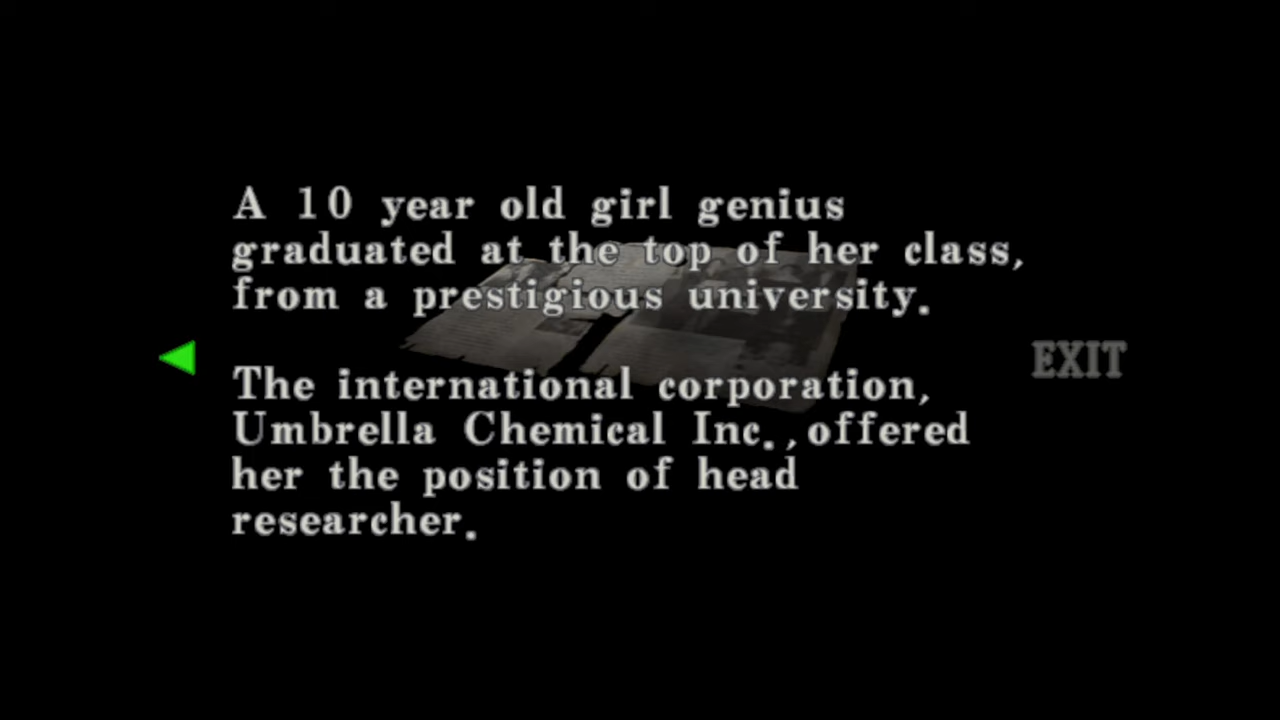 A 10 year old girl genius
graduated at the top of her class,
from a prestigious university.
The international corporation,
Umbrella Chemical Inc.,offered
her the position of head
researcher.
EXIT